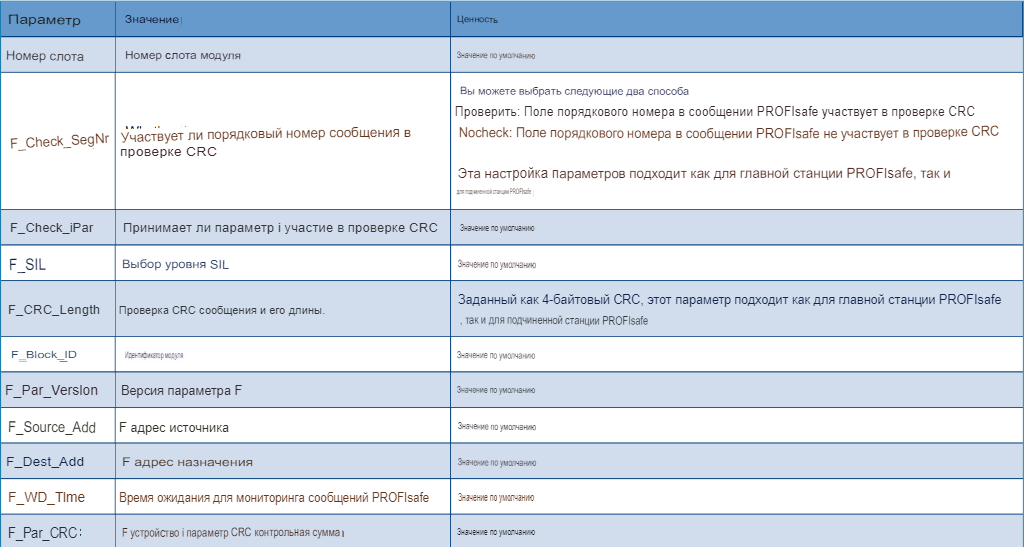 Параметр Значение Ценность
Номер слота Номер слота модуля Значение по умолчанию
Вы можете выбрать следующие два способа
Проверить: Поле порядкового номера в сообщении PROFIsafe участвует в проверке CRC
F_Check_SegNr Участвует ли порядковый номер сообщения в Nocheck: Поле порядкового номера в сообщении PROFIsafe не участвует в проверке CRC
проверке CRC
Эта настройка параметров подходит как для главной станции PROFIsafe, так и
для подчиненной станции PROFIsafe
F_Check_iPar Принимает ли параметр i участие в проверке CRC Значение по умолчанию
F_SIL Выбор уровня SIL Значение по умолчанию
F_CRC_Length Проверка CRC сообщения и его длины. Заданный как 4-байтовый CRC, этот параметр подходит как для главной станции PROFIsafe
, так и для подчиненной станции PROFIsafe
F_Block_ID Идентификатор модуля Значение по умолчанию
F_Par_Version Версия параметра F Значение по умолчанию
F_Source_Add F адрес источника Значение по умолчанию
F_Dest_Add F адрес назначения Значение по умолчанию
F_WD_TIme Время ожидания для мониторинга сообщений PROFIsafe Значение по умолчанию
F_Par_CRC: F устройство i параметр CRC контрольная сумма Значение по умолчанию